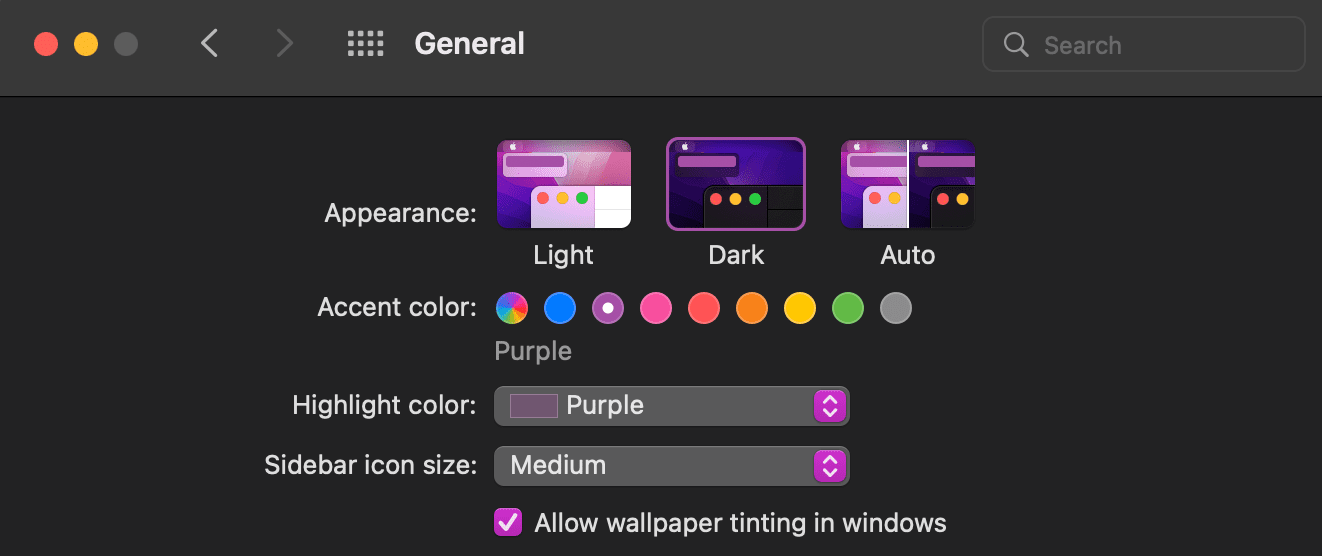 General
Search
Appearance:
Light Dark Auto
Accent color:
Purple
Highlight color: Purple
Sidebar icon size: Medium
Allow wallpaper tinting in windows